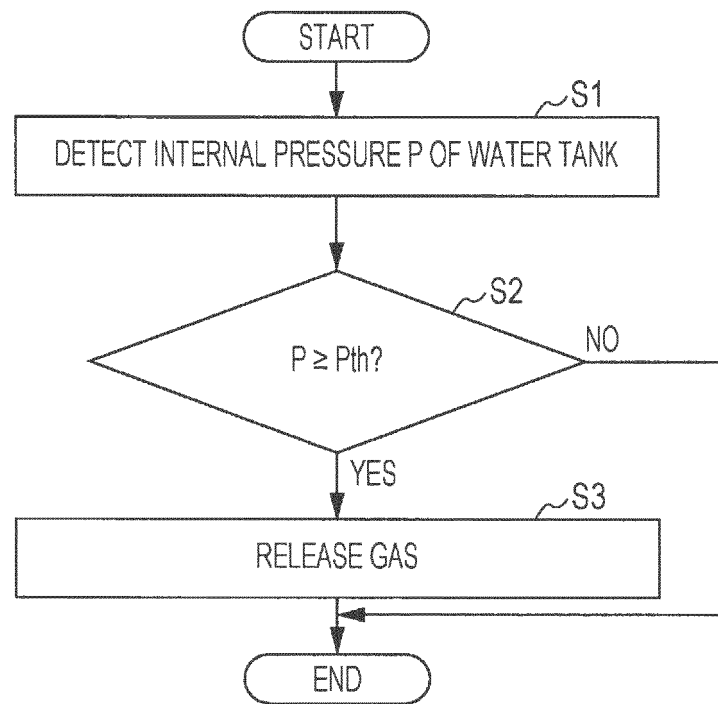 START
S1
DETECT INTERNAL PRESSURE P OF WATER TANK
S2
P ≥ Pth?
NO
YES
S3
RELEASE GAS
END